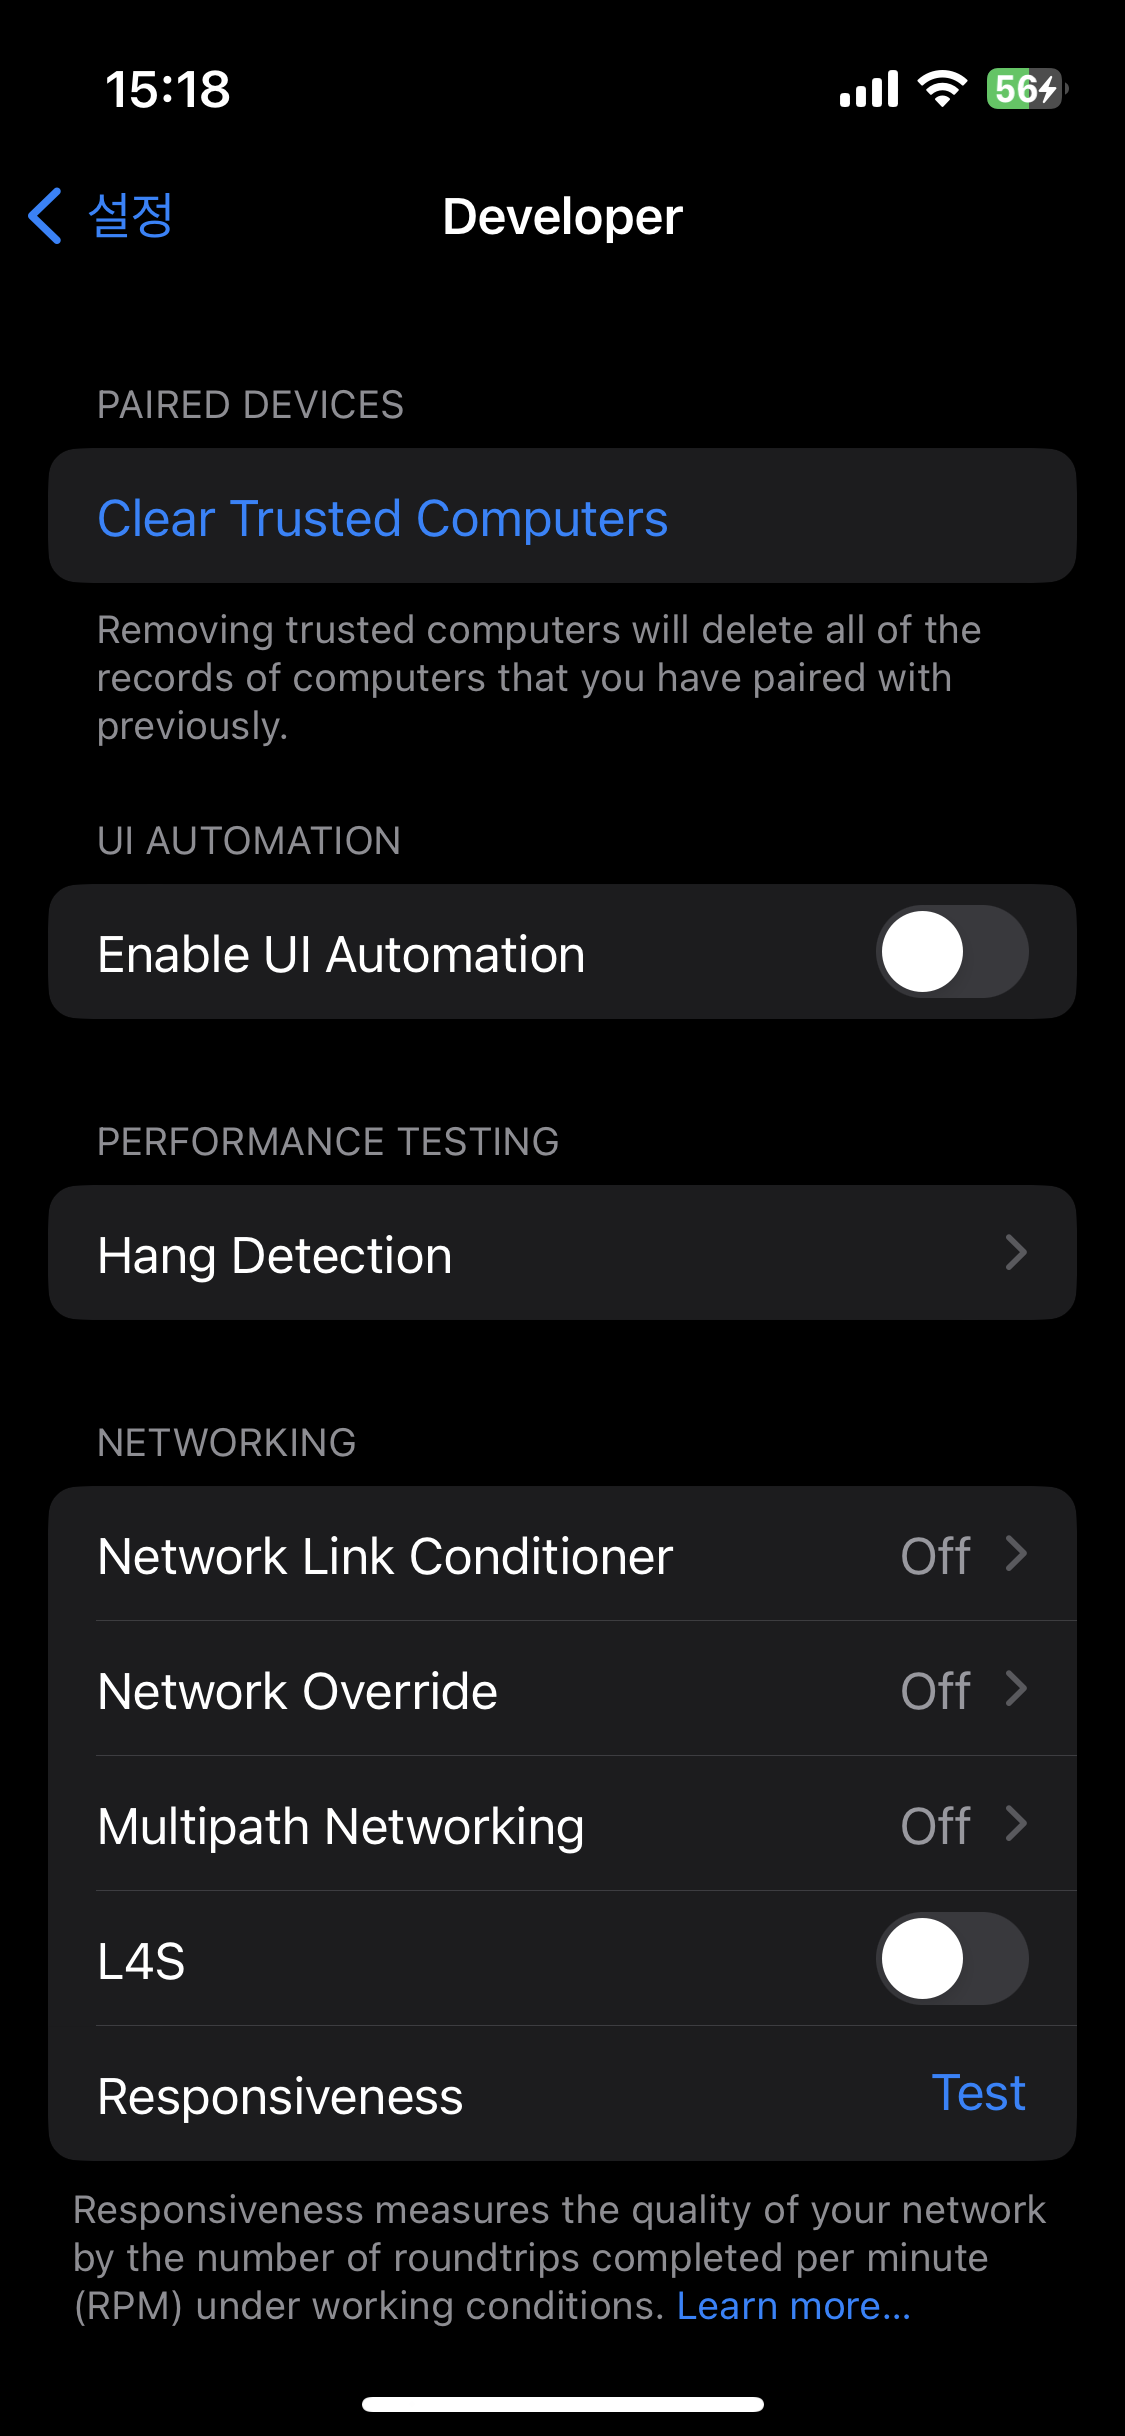 15:18
56
설정
Developer
PAIRED DEVICES
Clear Trusted Computers
Removing trusted computers will delete all of the
records of computers that you have paired with
previously.
UI AUTOMATION
Enable UI Automation
PERFORMANCE TESTING
Hang Detection
NETWORKING
Network Link Conditioner Off
Network Override Off
Multipath Networking Off
L4S
Responsiveness Test
Responsiveness measures the quality of your network
by the number of roundtrips completed per minute
(RPM) under working conditions. Learn more...